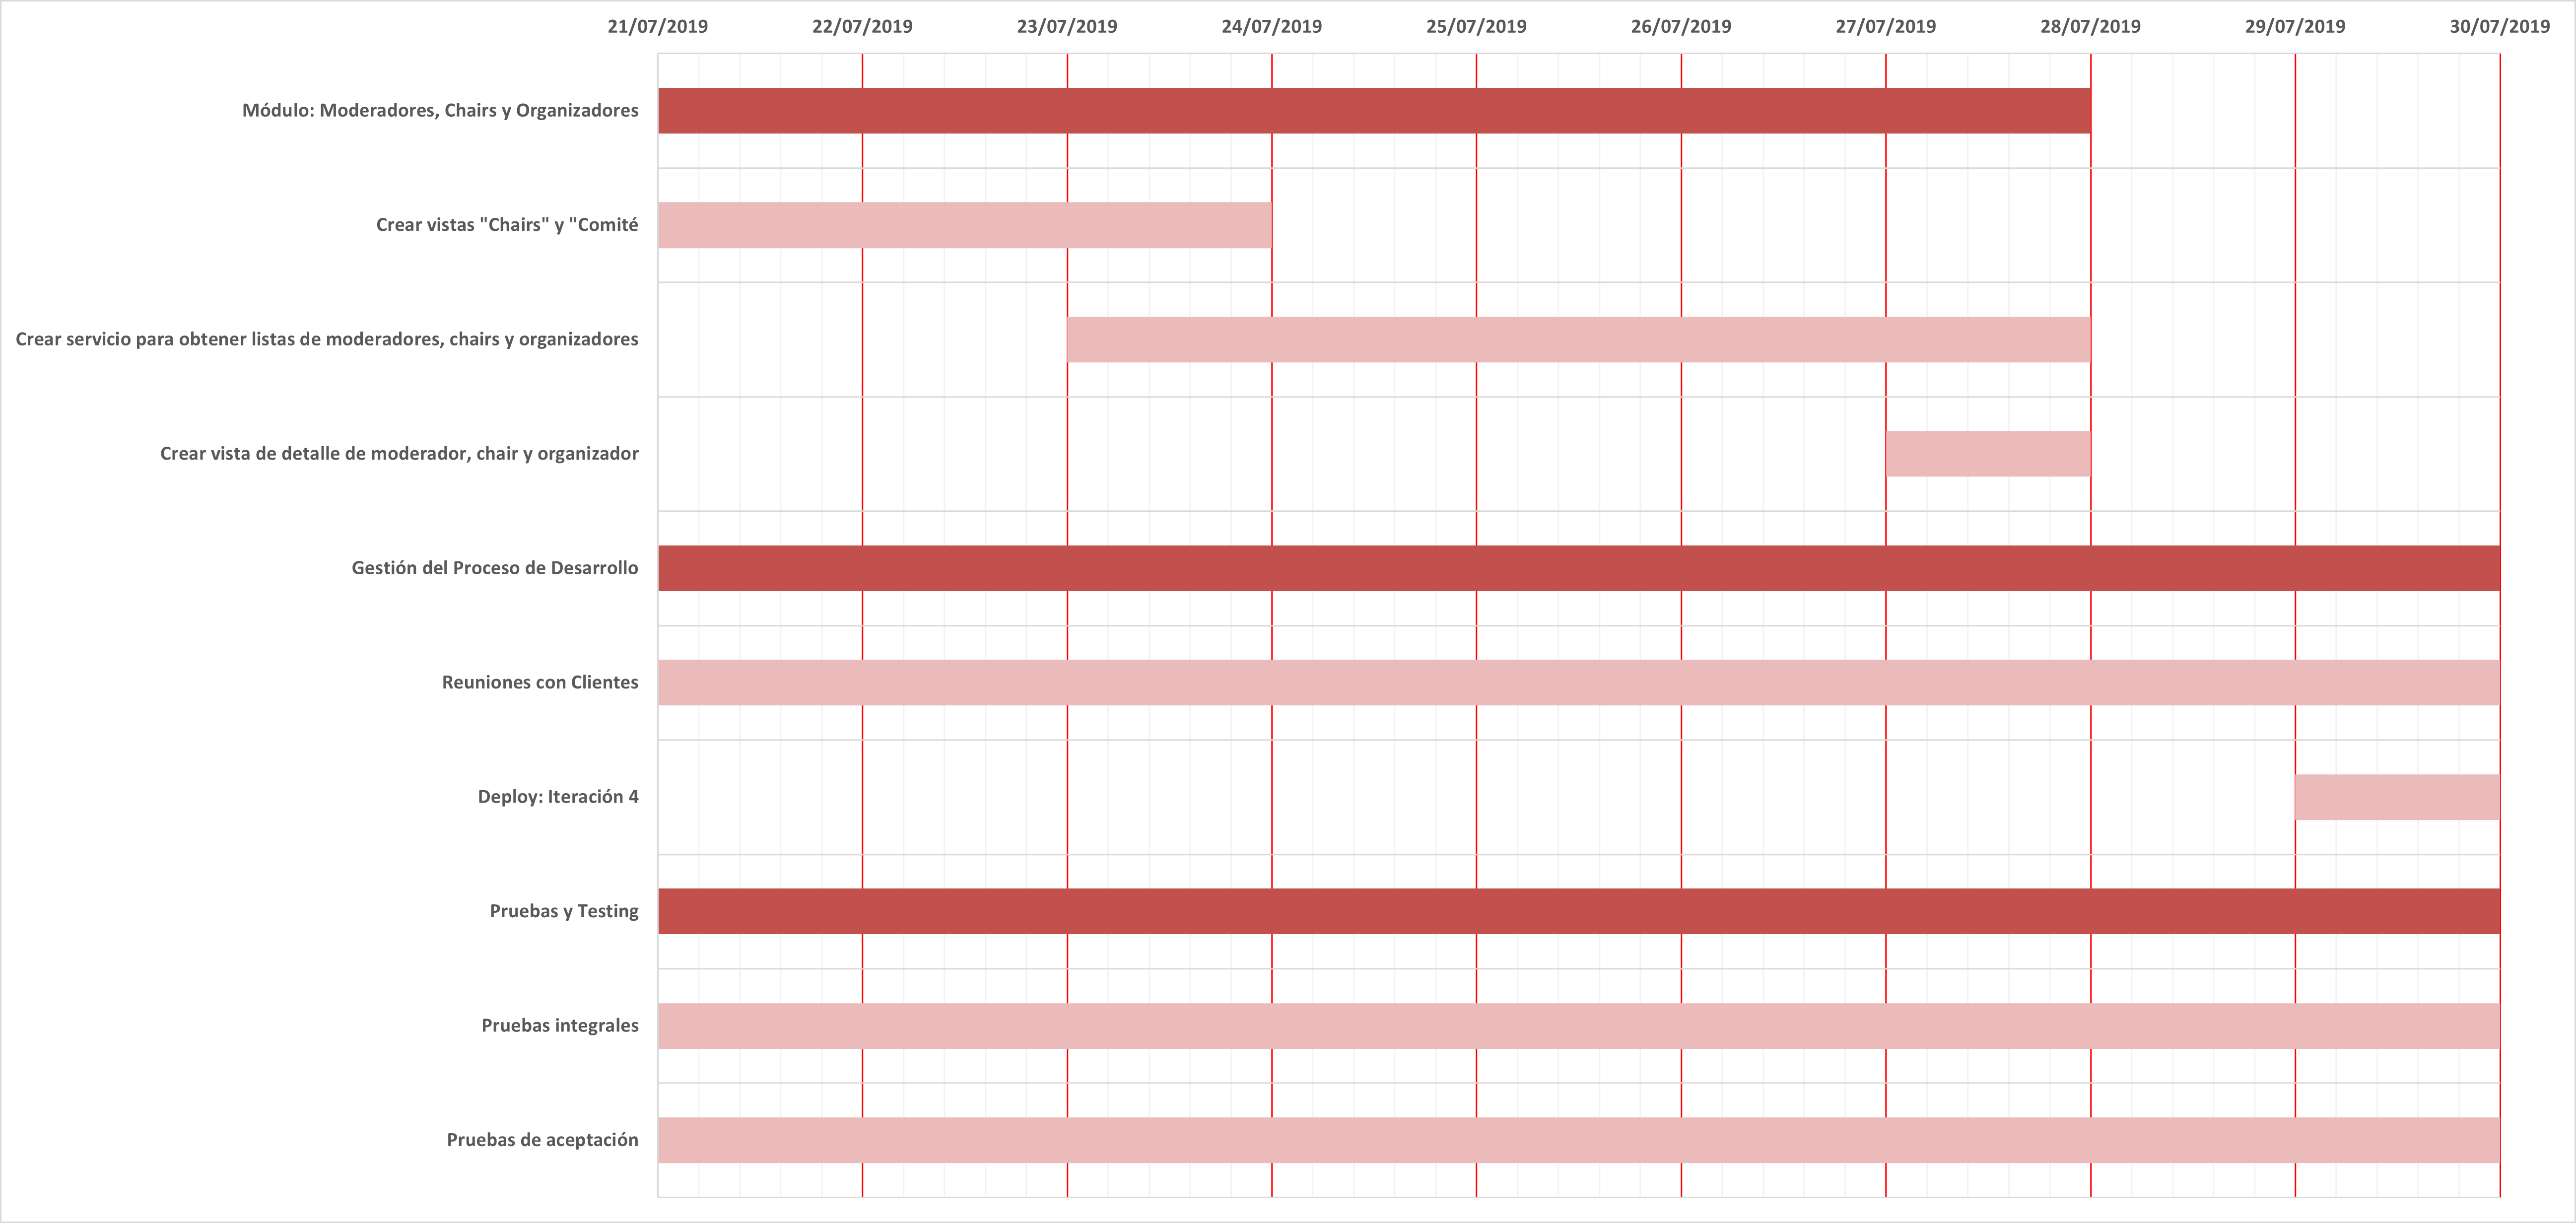 21/07/2019 22/07/2019 23/07/2019 24/07/2019 25/07/2019 26/07/2019 27/07/2019 28/07/2019 29/07/2019 30/07/2019
Módulo: Moderadores, Chairs y Organizadores
Crear vistas "Chairs" y "Comité
Crear servicio para obtener listas de moderadores, chairs y organizadores
Crear vista de detalle de moderador, chair y organizador
Gestión del Proceso de Desarrollo
Reuniones con Clientes
Deploy: Iteración 4
Pruebas y Testing
Pruebas integrales
Pruebas de aceptación